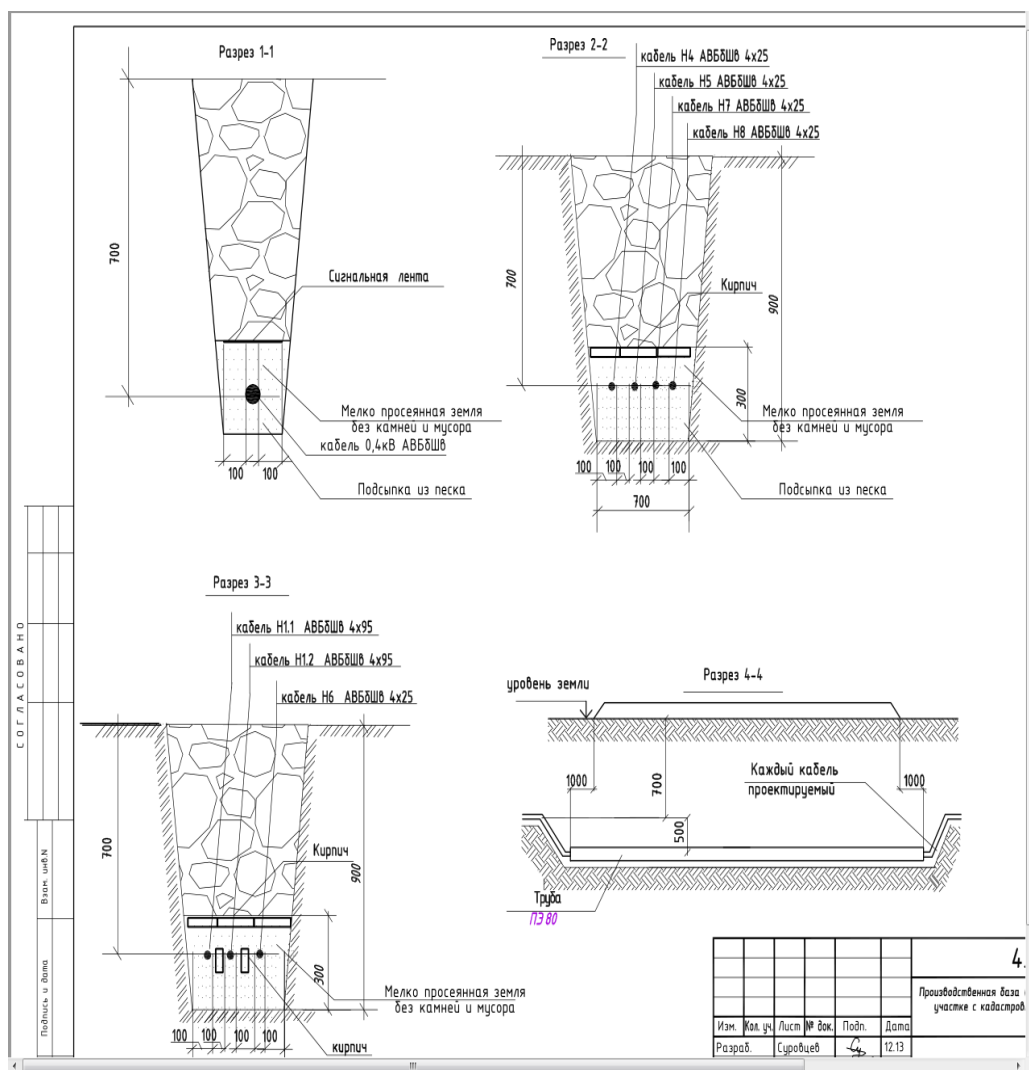 Разрез 1-1
700
Сигнальная лента
Мелко просеянная земля
без камней и мусора
кабель 0,4кВ АВБбШв
100
100
Подсыпка из песка
Разрез 2-2
кабель Н4 АВБбШв 4х25
кабель Н5 АВБбШв 4х25
кабель Н7 АВБбШв 4х25
кабель Н8 АВБбШв 4х25
700
Кирпич
900
300
Мелко просеянная земля
без камней и мусора
100
100
100
100
700
Подсыпка из песка
Разрез 3-3
кабель Н1.1 АВБбШв 4х95
кабель Н1.2 АВБбШв 4х95
кабель Н6 АВБбШв 4х25
700
Кирпич
900
300
Мелко просеянная земля
без камней и мусора
100
100
100
100
кирпич
Разрез 4-4
уровень земли
1000
700
1000
Каждый кабель
проектируемый
500
Труба
ПЭ 80
СОГЛАСОВАНО
Взам. инв.N
Подпись и дата
4.
Производственная база
участке с кадастров
Изм. Кол. уч. Лист № док. Подп. Дата
Разраб. Суровцев 12.13